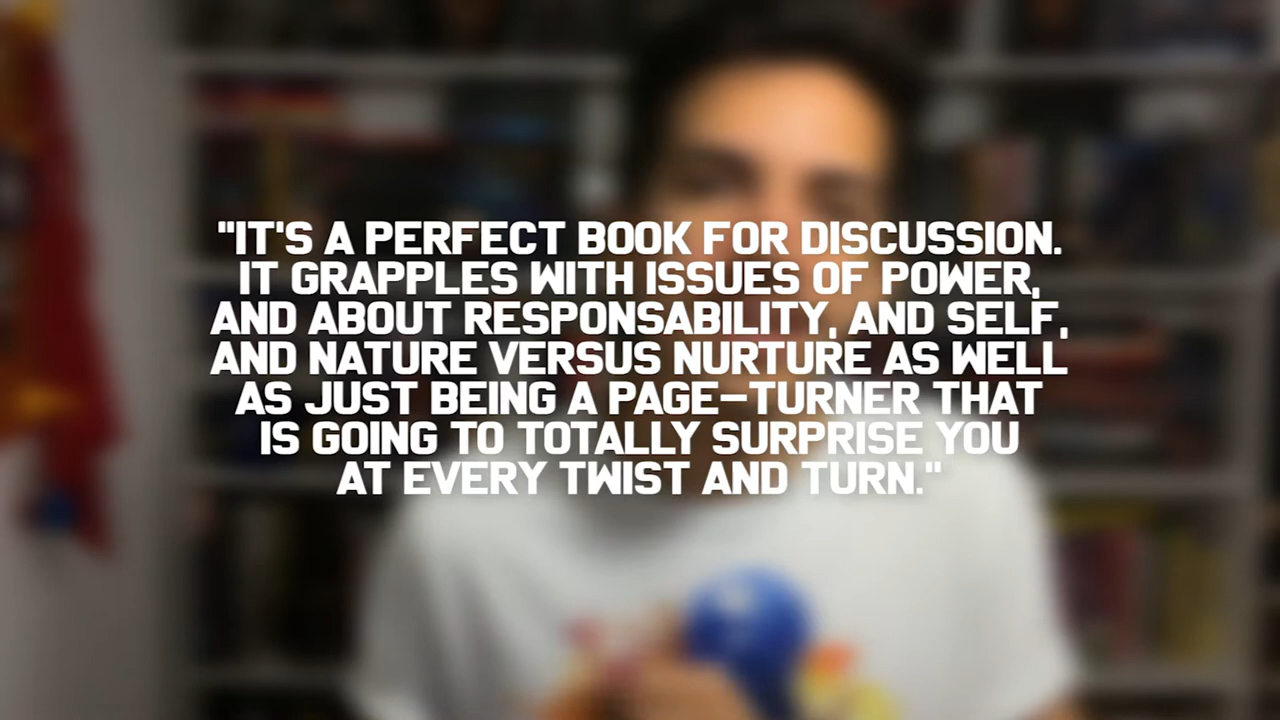 "IT'S A PERFECT BOOK FOR DISCUSSION.
IT GRAPPLES WITH ISSUES OF POWER,
AND ABOUT RESPONSABILITY, AND SELF,
AND NATURE VERSUS NURTURE AS WELL
AS JUST BEING A PAGE–TURNER THAT
IS GOING TO TOTALLY SURPRISE YOU
AT EVERY TWIST AND TURN."